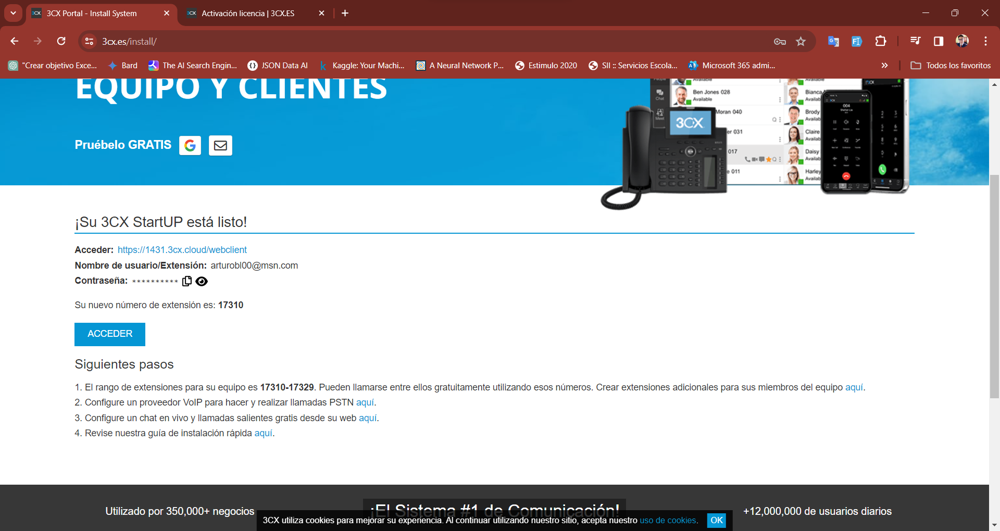 3CX Portal - Install System
Activación licencia | 3CX.ES
3cx.es/install/
"Crear objetivo Exce...
Bard
The AI Search Engin...
JSON Data AI
Kaggle: Your Machi...
A Neural Network P...
Estimulo 2020
SII :: Servicios Escola...
Microsoft 365 admi...
Todos los favoritos
EQUIPO Y CLIENTES
Pruébelo GRATIS
Chat
Meet
Available
Available
Ben Jones 028
Available
Moran 040
er 031
017
e 011
Bianca
Availab
Brody
Availab
Claire
Availab
Daisy
Availab
Harley
Availab
3CX
004
¡Su 3CX StartUP está listo!
Acceder: https://1431.3cx.cloud/webclient
Nombre de usuario/Extensión: arturobl00@msn.com
Contraseña: **********
Su nuevo número de extensión es: 17310
ACCEDER
Siguientes pasos
1. El rango de extensiones para su equipo es 17310-17329. Pueden llamarse entre ellos gratuitamente utilizando esos números. Crear extensiones adicionales para sus miembros del equipo aquí.
2. Configure un proveedor VoIP para hacer y realizar llamadas PSTN aquí.
3. Configure un chat en vivo y llamadas salientes gratis desde su web aquí.
4. Revise nuestra guía de instalación rápida aquí.
Utilizado por 350,000+ negocios
¡El Sistema #1 de Comunicación!
+12,000,000 de usuarios diarios
3CX utiliza cookies para mejorar su experiencia. Al continuar utilizando nuestro sitio, acepta nuestro uso de cookies.
OK